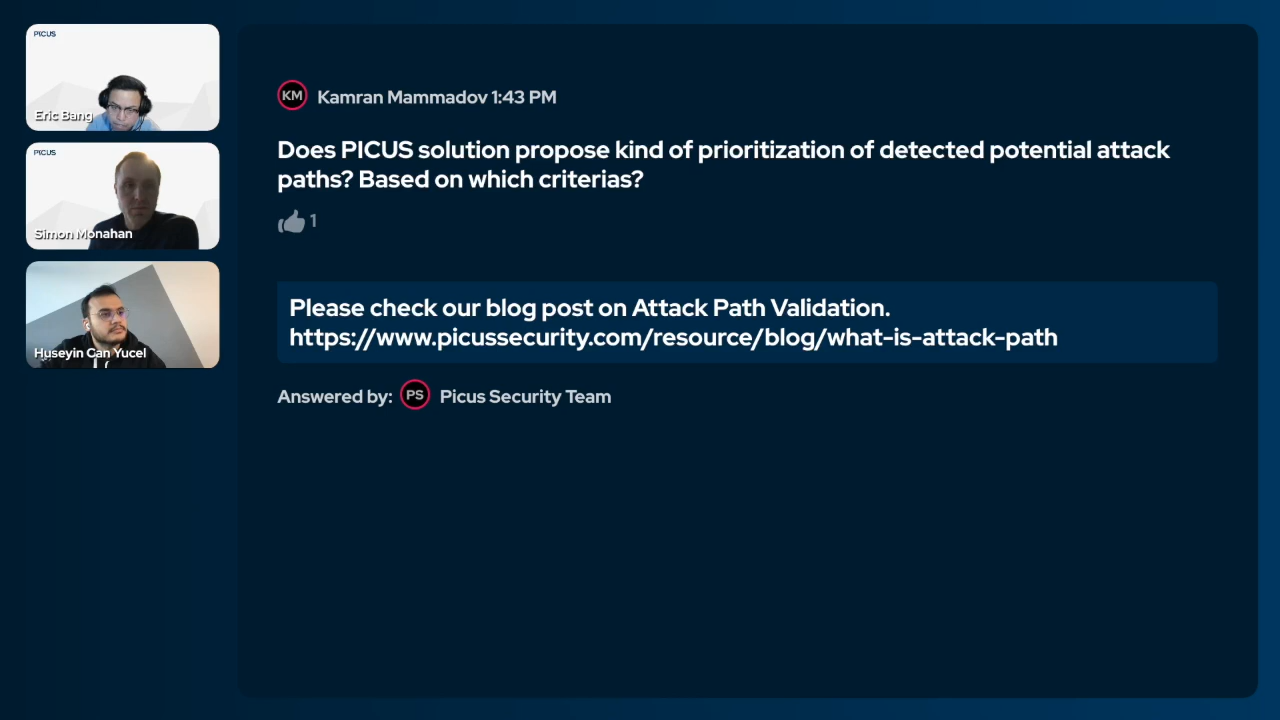 PICUS
Eric Bang
PICUS
Simon Monahan
Huseyin Can Yucel
KM Kamran Mammadov 1:43 PM
Does PICUS solution propose kind of prioritization of detected potential attack
paths? Based on which criterias?
1
Please check our blog post on Attack Path Validation.
https://www.picussecurity.com/resource/blog/what-is-attack-path
Answered by: PS Picus Security Team